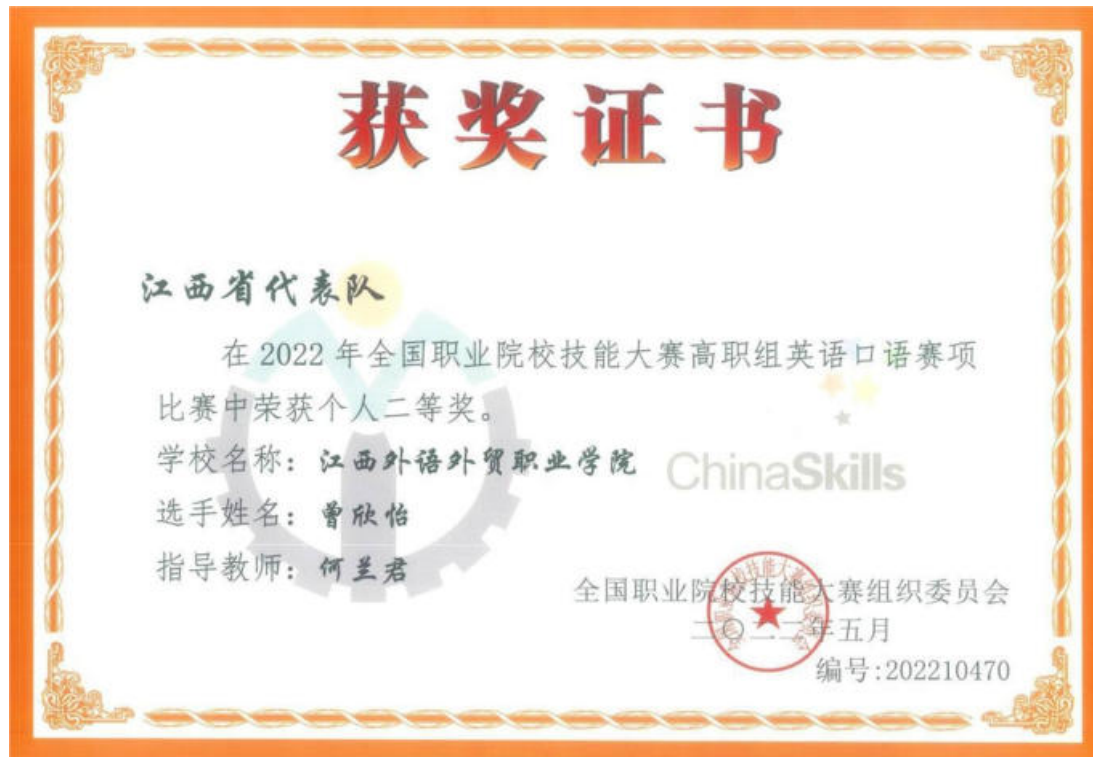 获奖证书
江西省代表队
在 2022 年全国职业院校技能大赛高职组英语口语赛项
比赛中荣获个人二等奖。
学校名称：江西外语外贸职业学院
ChinaSkills
选手姓名：曾欣怡
指导教师：何兰君
全国职业院校技能大赛组织委员会
二〇二二年五月
编号:202210470